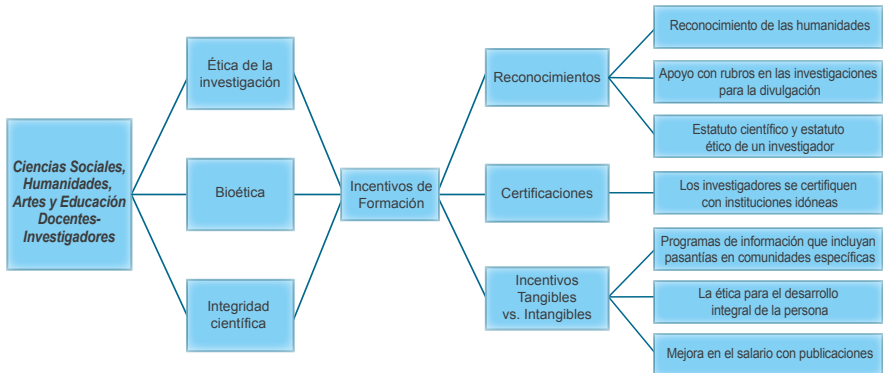 Ciencias Sociales,
Humanidades,
Artes y Educación
Docentes-
Investigadores
Ética de la
investigación
Bioética
Integridad
científica
Incentivos de
Formación
Reconocimientos
Certificaciones
Incentivos
Tangibles
vs. Intangibles
Reconocimiento de las humanidades
Apoyo con rubros en las investigaciones
para la divulgación
Estatuto científico y estatuto
ético de un investigador
Los investigadores se certifiquen
con instituciones idóneas
Programas de información que incluyan
pasantías en comunidades específicas
La ética para el desarrollo
integral de la persona
Mejora en el salario con publicaciones